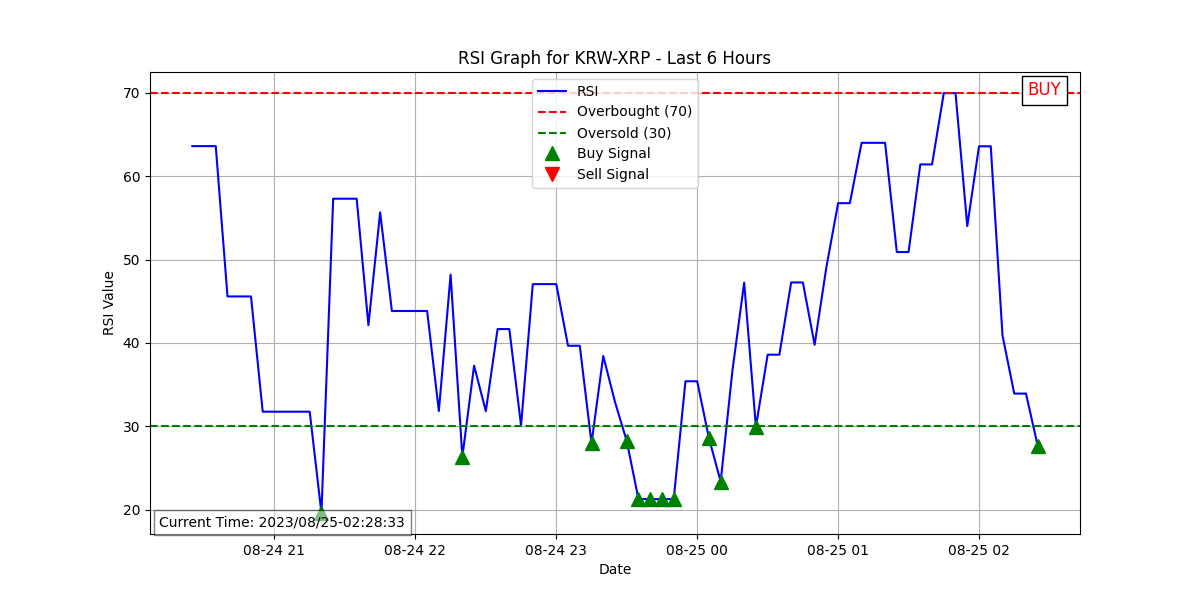 RSI Graph for KRW-XRP - Last 6 Hours
BUY
RSI
Overbought (70)
Oversold (30)
Buy Signal
Sell Signal
70
60
50
40
30
20
RSI Value
Current Time: 2023/08/25-02:28:33
08-24 21
08-24 22
08-24 23
08-25 00
08-25 01
08-25 02
Date